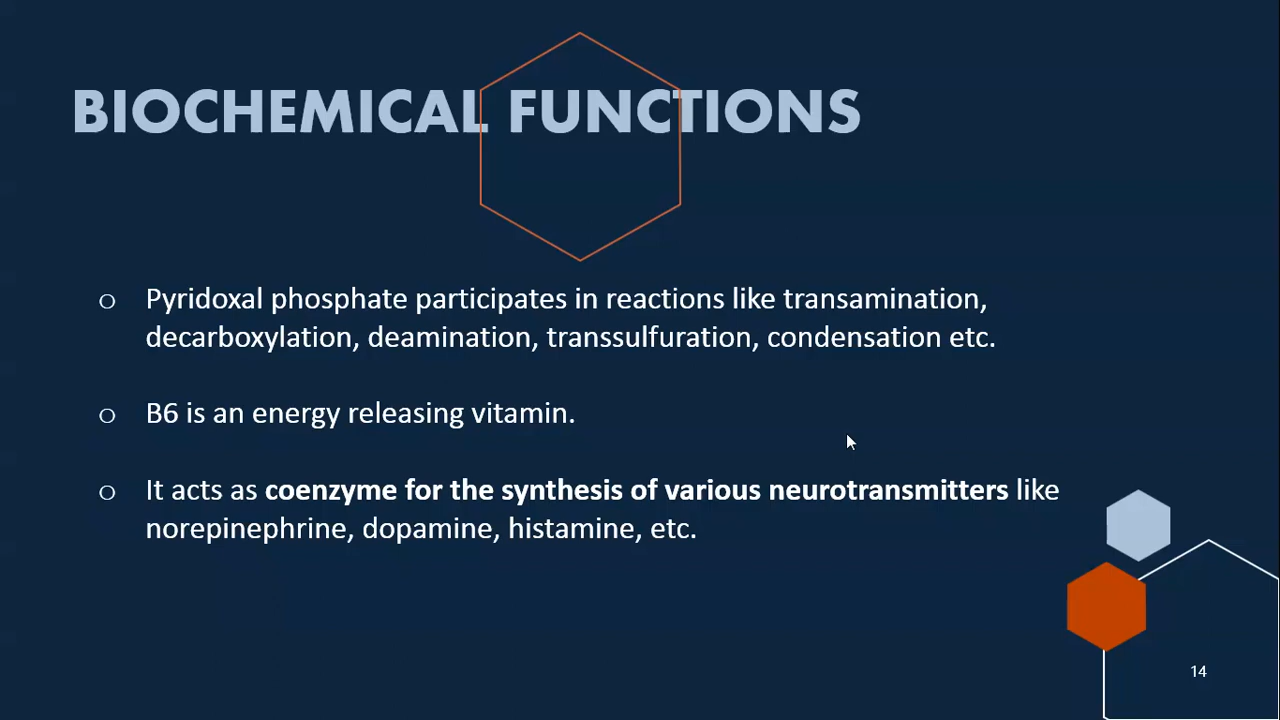 BIOCHEMICAL FUNCTIONS
o Pyridoxal phosphate participates in reactions like transamination,
decarboxylation, deamination, transsulfuration, condensation etc.
o B6 is an energy releasing vitamin.
o It acts as coenzyme for the synthesis of various neurotransmitters like
norepinephrine, dopamine, histamine, etc.
14